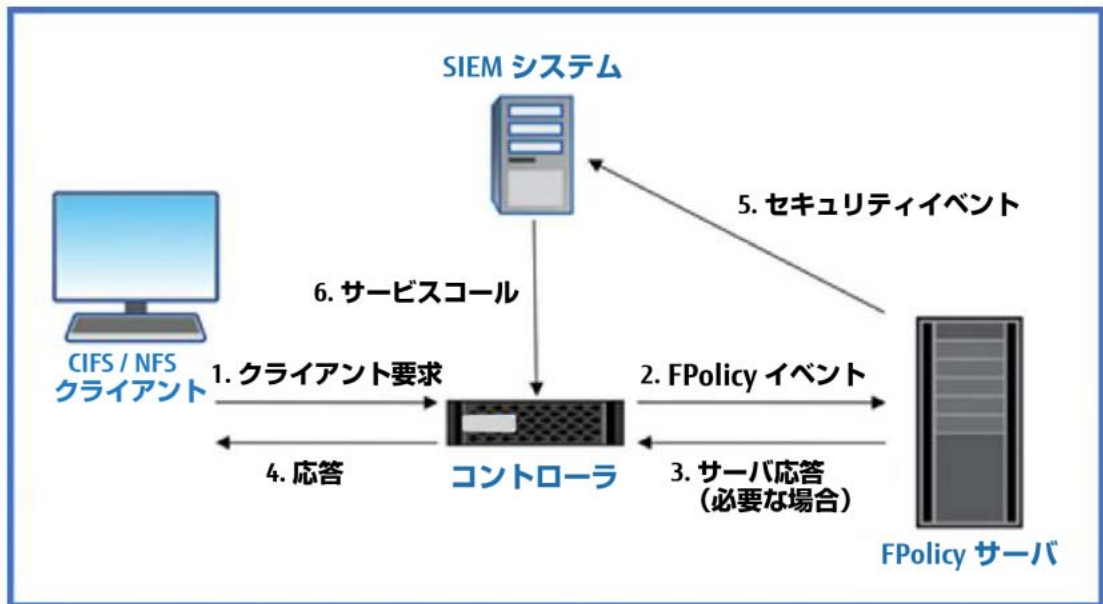 SIEM システム
5. セキュリティイベント
6. サービスコール
CIFS / NFS
クライアント
1. クライアント要求
2. FPolicy イベント
4. 応答
コントローラ
3. サーバ応答
（必要な場合）
FPolicy サーバ